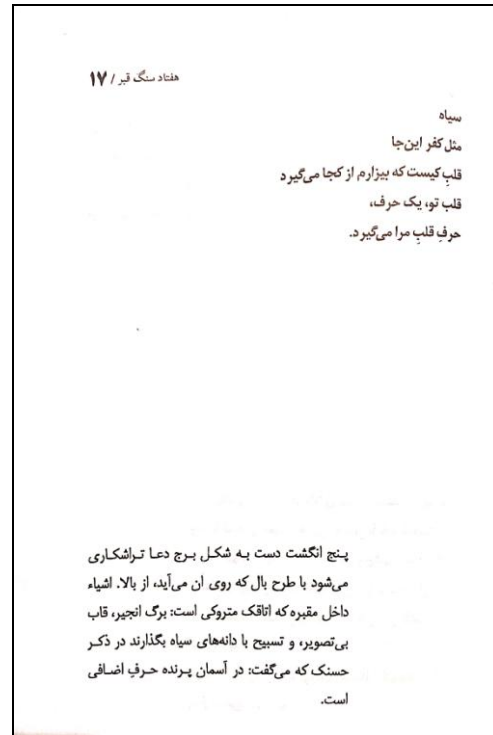 هفتاد سنگ قبر / ۱۷
سیاه
مثل کفر این‌جا
قلبِ کیست که بیزارم از کجا می‌گیرد
قلب تو، یک حرف،
حرفِ قلبِ مرا می‌گیرد.
پنج انگشت دست به شکل برج دعا تراشکاری
می‌شود با طرح بال که روی ان می‌آید، از بالا. اشیاء
داخل مقبره که اتاقک متروکی است: برگ انجیر، قاب
بی‌تصویر، و تسبیح با دانه‌های سیاه بگذارند در ذکر
حسنک که می‌گفت: در آسمان پرنده حرفِ اضافی
است.